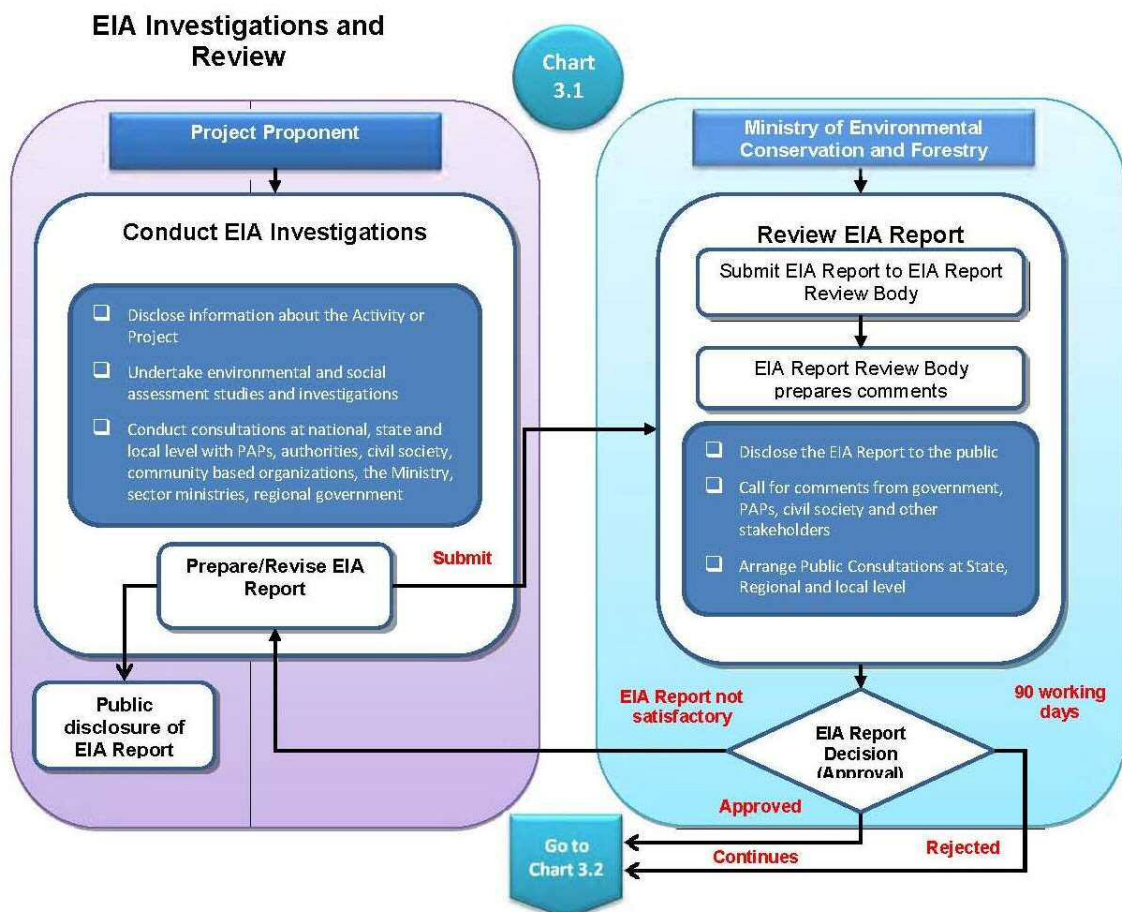 EIA Investigations and
Review
Chart
3.1
Project Proponent
Conduct EIA Investigations
Disclose information about the Activity or
Project
Undertake environmental and social
assessment studies and investigations
Conduct consultations at national, state and
local level with PAPs, authorities, civil society,
community based organizations, the Ministry,
sector ministries, regional government
Prepare/Revise EIA
Report
Submit
Public
disclosure of
EIA Report
Ministry of Environmental
Conservation and Forestry
Review EIA Report
Submit EIA Report to EIA Report
Review Body
EIA Report Review Body
prepares comments
Disclose the EIA Report to the public
Call for comments from government,
PAPs, civil society and other
stakeholders
Arrange Public Consultations at State,
Regional and local level
EIA Report not
satisfactory
90 working
days
EIA Report
Decision
(Approval)
Approved
Rejected
Continues
Go to
Chart 3.2